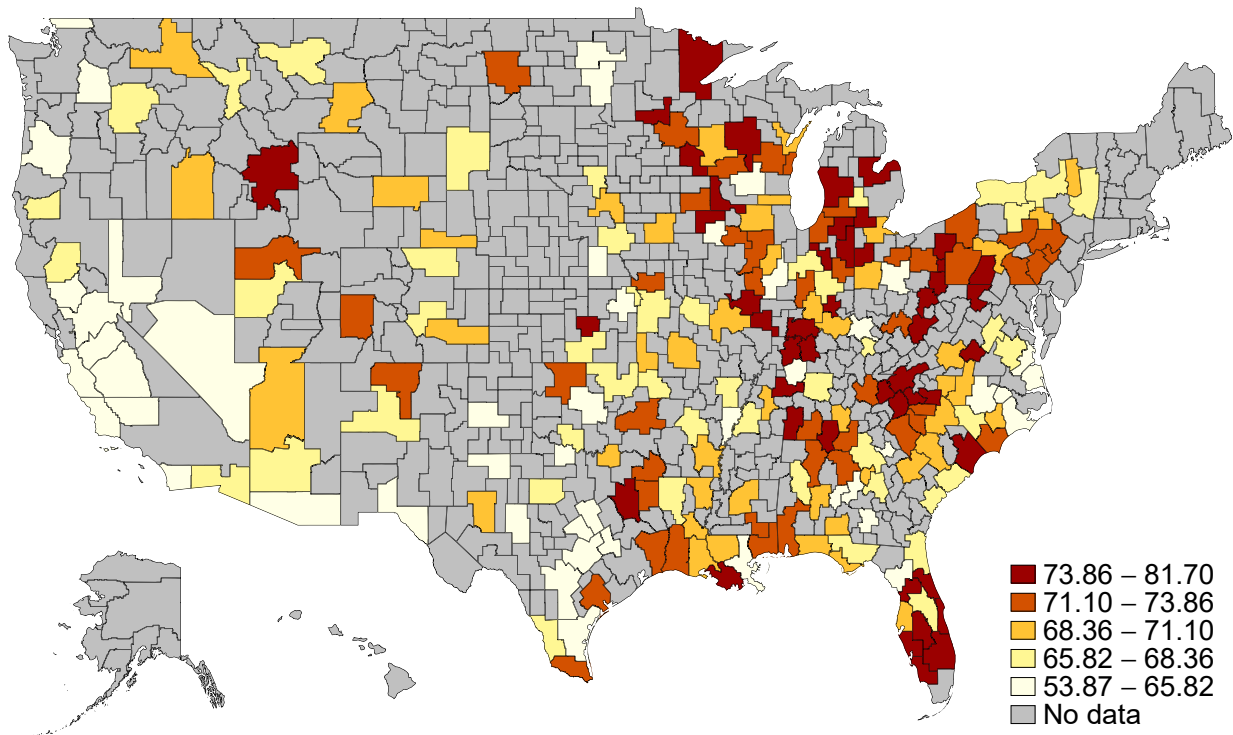 73.86 – 81.70
71.10 – 73.86
68.36 – 71.10
65.82 – 68.36
53.87 – 65.82
No data